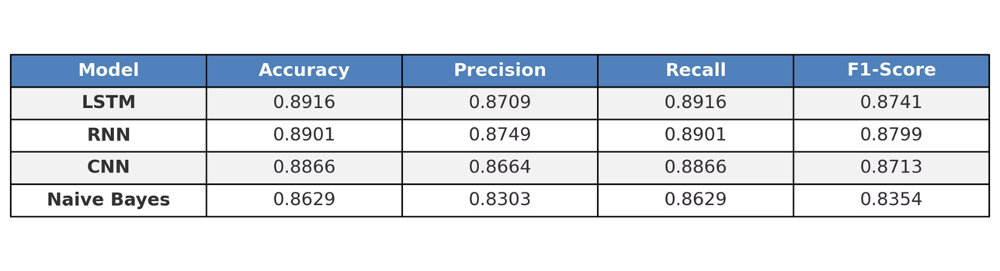 Model Accuracy Precision Recall F1-Score
LSTM 0.8916 0.8709 0.8916 0.8741
RNN 0.8901 0.8749 0.8901 0.8799
CNN 0.8866 0.8664 0.8866 0.8713
Naive Bayes 0.8629 0.8303 0.8629 0.8354